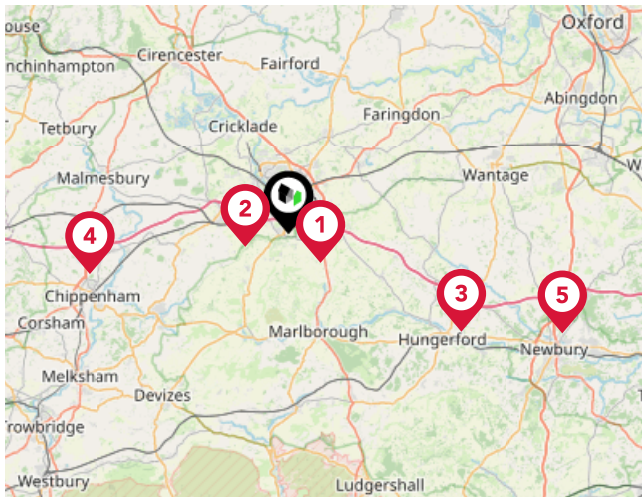 Oxford
ouse
Cirencester
nchinhampton
Fairford
Abingdon
Faringdon
Tetbury
Cricklade
W
Malmesbury
Wantage
2
1
4
3
5
Chippenham
Corsham
Marlborough
Hungerford
Newbury
Melksham
Devizes
T
Trowbridge
Westbury
Ludgershall